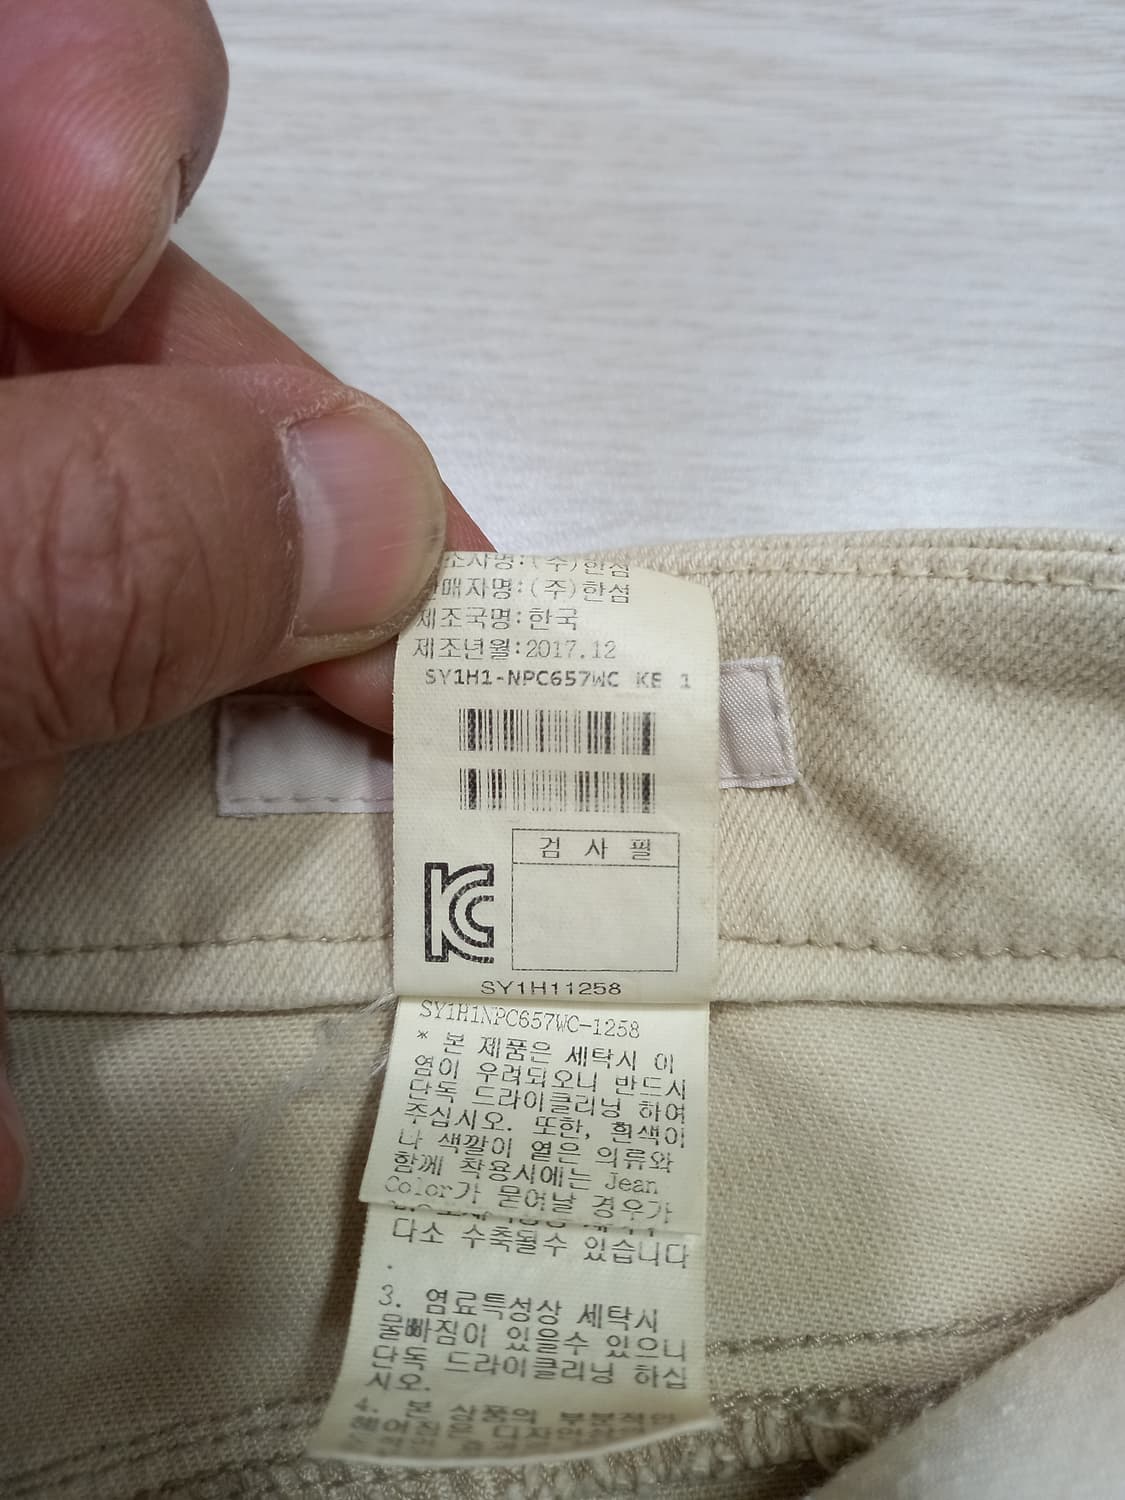 (주)한섬
매자명:(주)한섬
제조국명:한국
제조년월:2017.12
SY1H1-NPC657WC KE 1
검 사 필
KC
SY1H11258
SY1H1NPC657WC-1258
* 본 제품은 세탁시 이
염이 우려되오니 반드시
단독 드라이클리닝 하여
주십시오. 또한, 흰색이
나 색깔이 옅은 의류와
함께 착용시에는 Jean
Color가 묻어날 경우가
다소 수축될수 있습니다
.
3. 염료특성상 세탁시
물빠짐이 있을수 있으니
단독 드라이클리닝 하십
시오.
4. 본 상품의 부분적인